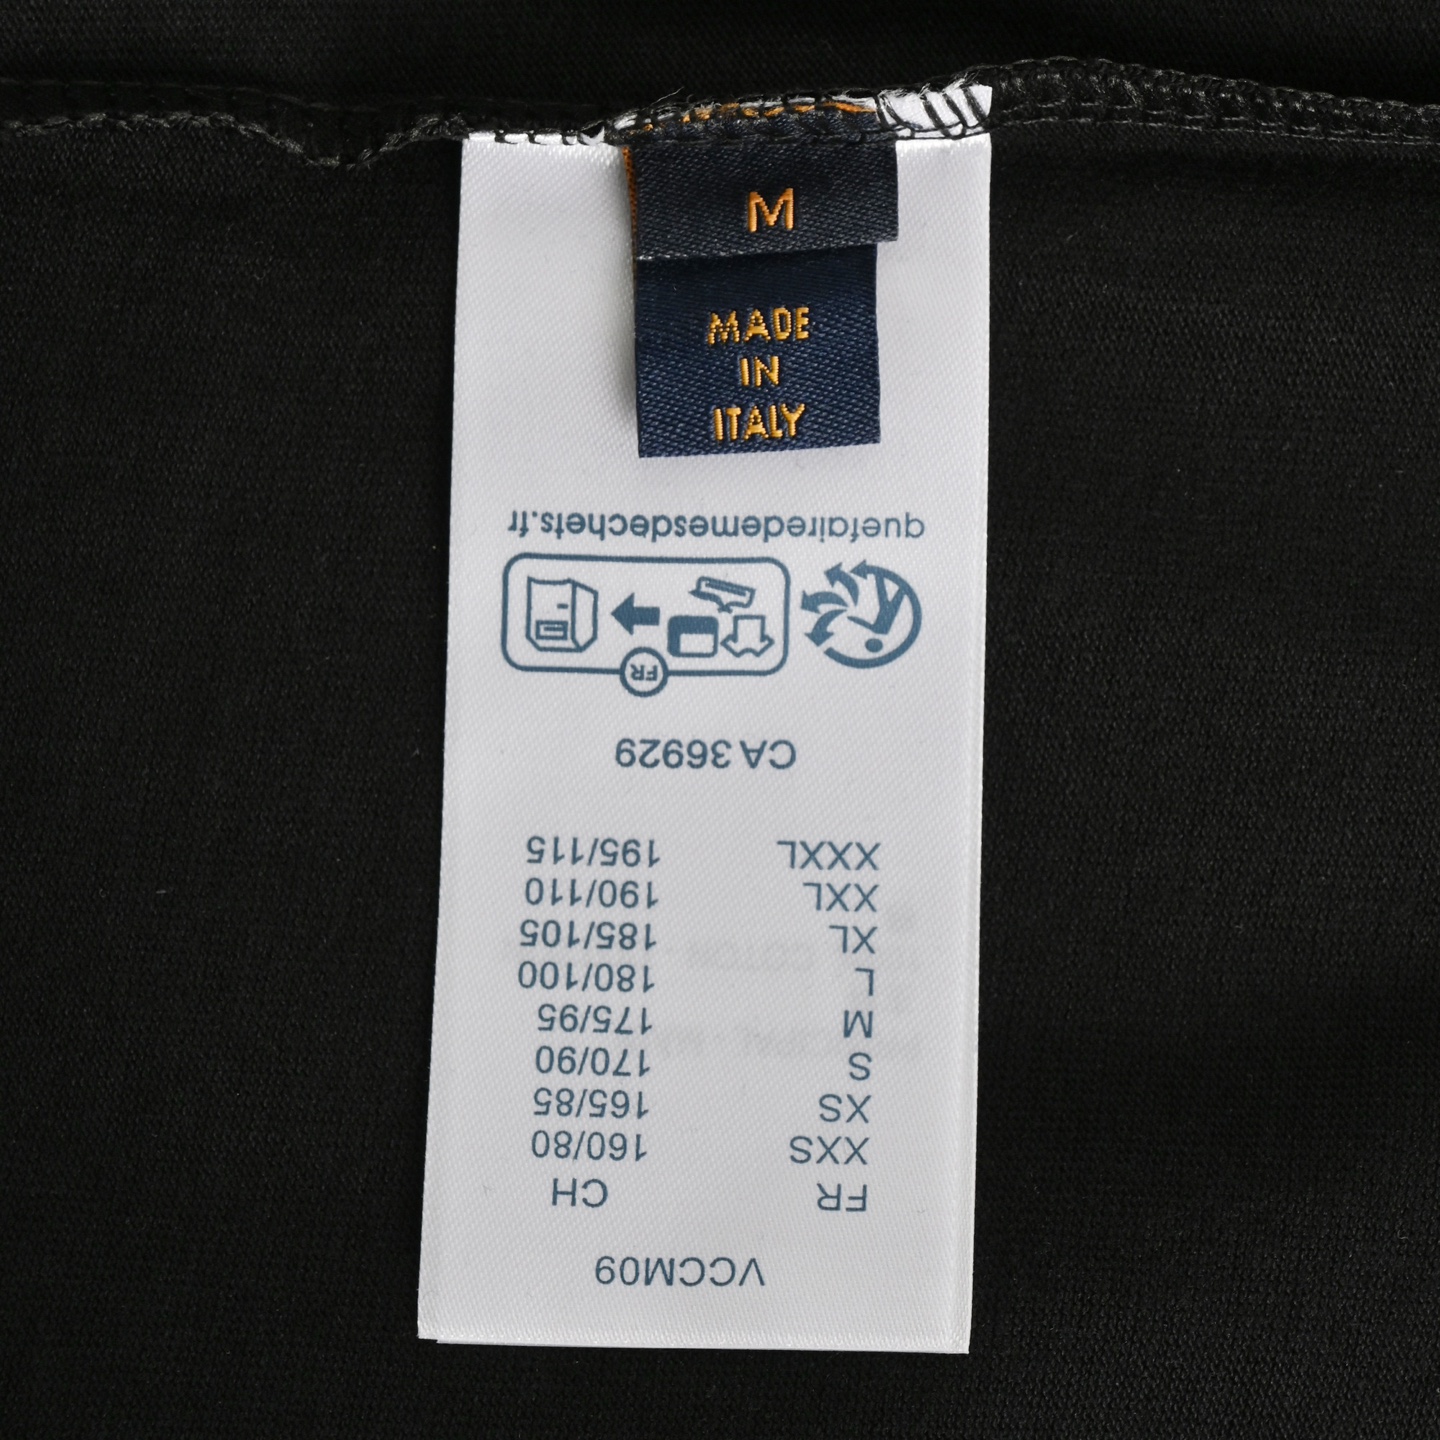 M
MADE
IN
ITALY
VCCM09
FR CH
XXS 160/80
XS 165/85
S 170/90
M 175/95
L 180/100
XL 185/105
XXL 190/110
XXXL 195/115
CA 36929
FR
quefairedemesdechets.fr